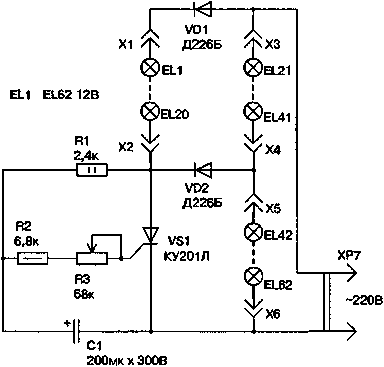 VD1
Д226Б
X1
X3
EL1
EL21
EL1 EL62 12В
EL20
EL41
R1
2,4к
X2
X4
VD2
Д226Б
X5
R2
6,8к
VS1
КУ201Л
EL42
XP7
R3
68к
EL62
~220В
X6
+
C1
200мк х 300В